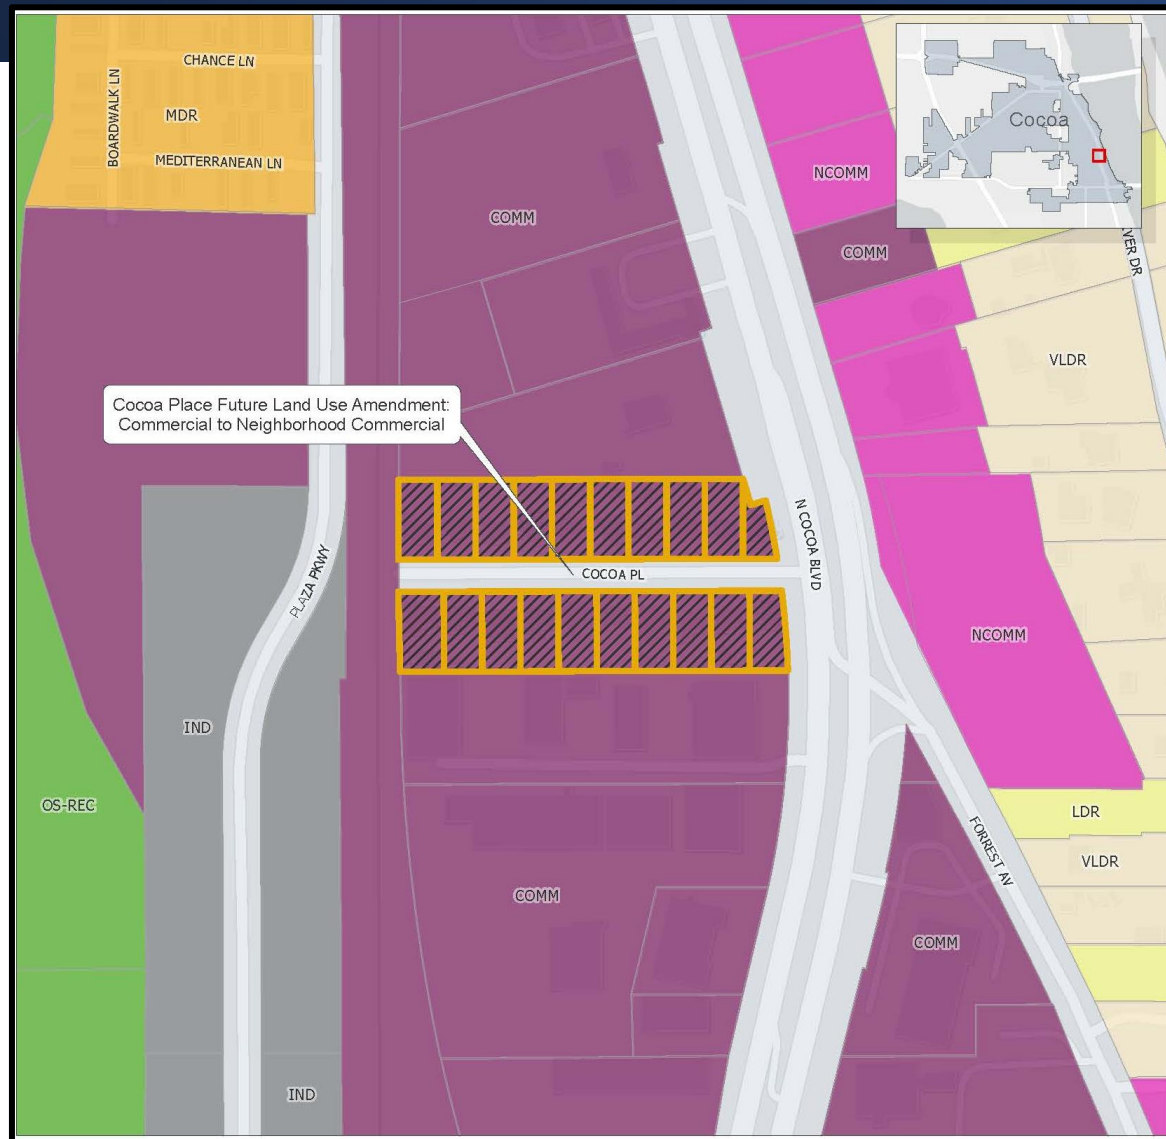 CHANCE LN
BOARDWALK LN
MDR
MEDITERRANEAN LN
Cocoa
NCOMM
COMM
COMM
VLDR
Cocoa Place Future Land Use Amendment:
Commercial to Neighborhood Commercial
N COCOA BLVD
PLAZA PKWY
COCOA PL
NCOMM
IND
OS-REC
LDR
FORREST AV
VLDR
COMM
COMM
IND